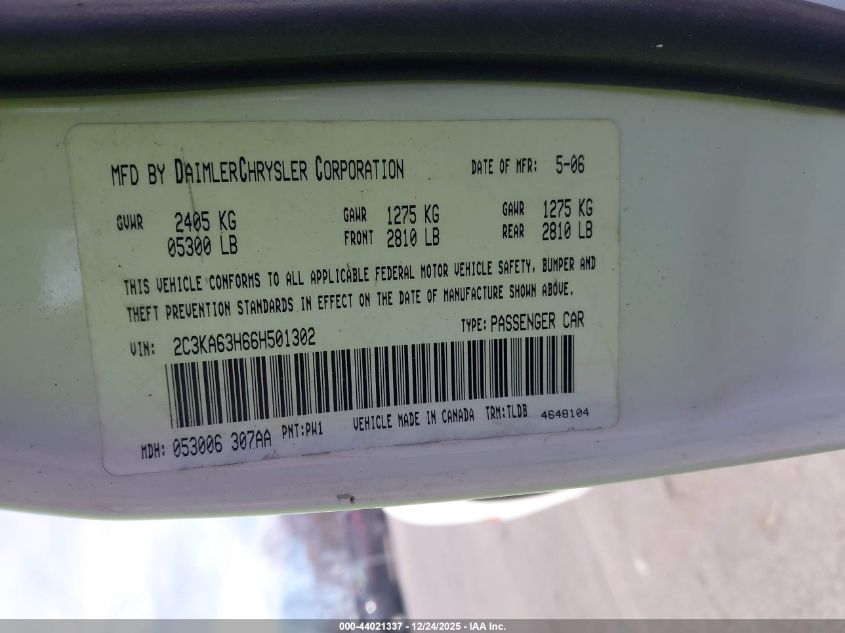 MFD BY DAIMLERCHRYSLER CORPORATION DATE OF MFR: 5-06
GVWR 2405 KG GAWR 1275 KG GAWR 1275 KG
05300 LB FRONT 2810 LB REAR 2810 LB
THIS VEHICLE CONFORMS TO ALL APPLICABLE FEDERAL MOTOR VEHICLE SAFETY, BUMPER AND
THEFT PREVENTION STANDARDS IN EFFECT ON THE DATE OF MANUFACTURE SHOWN ABOVE.
VIN: 2C3KA63H66H501302 TYPE: PASSENGER CAR
MDH: 053006 307AA PNT:PW1 VEHICLE MADE IN CANADA TRM:TLDB 4648104
000-44021337 - 12/24/2025 - IAA Inc.